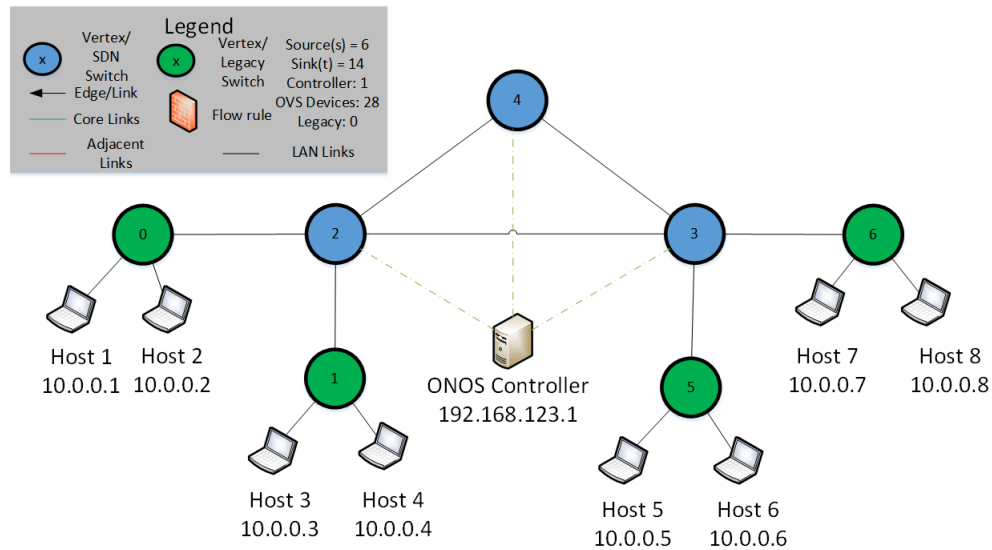 Legend
Vertex/
SDN
Switch
x
Vertex/
Legacy
Switch
x
Source(s) = 6
Sink(t) = 14
Controller: 1
OVS Devices: 28
Legacy: 0
Edge/Link
Core Links
Flow rule
Adjacent
Links
LAN Links
4
0
2
3
6
Host 1
10.0.0.1
Host 2
10.0.0.2
Host 7
10.0.0.7
Host 8
10.0.0.8
1
ONOS Controller
192.168.123.1
5
Host 3
10.0.0.3
Host 4
10.0.0.4
Host 5
10.0.0.5
Host 6
10.0.0.6